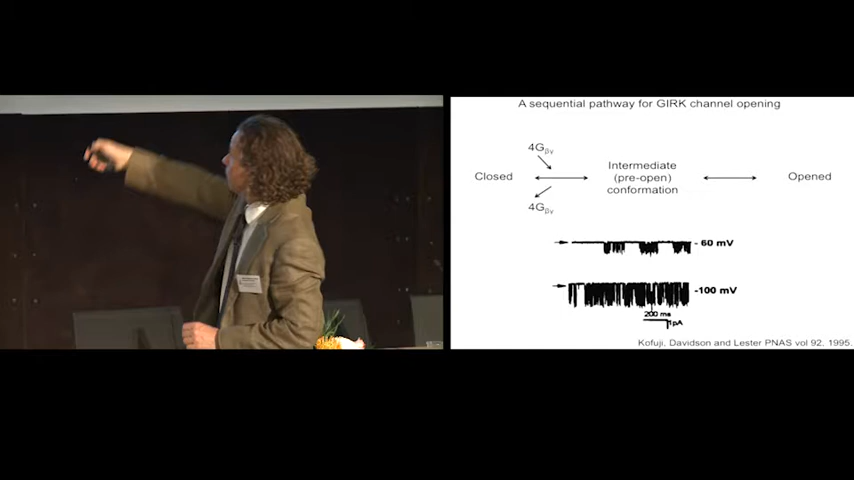 A sequential pathway for GIRK channel opening
4Gβγ
Closed
Intermediate
(pre-open)
conformation
Opened
4Gβγ
- 60 mV
-100 mV
200 ms
1pA
Kofuji, Davidson and Lester PNAS vol 92. 1995.